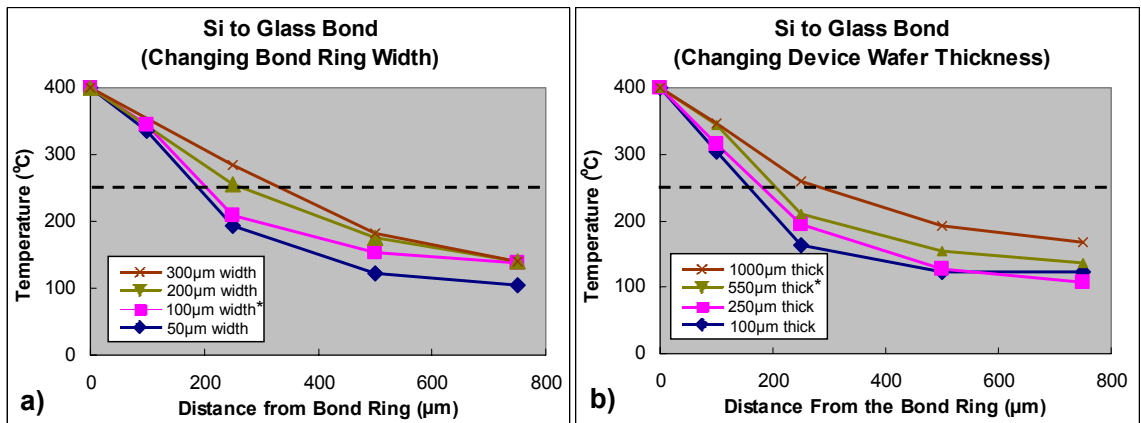 Si to Glass Bond
(Changing Bond Ring Width)
400
300
200
100
0
Temperature (⁰C)
300µm width
200µm width
100µm width*
50µm width
0
200
400
600
800
Distance from Bond Ring (µm)
a)
Si to Glass Bond
(Changing Device Wafer Thickness)
400
300
200
100
0
Temperature (⁰C)
1000µm thick
550µm thick*
250µm thick
100µm thick
0
200
400
600
800
Distance From the Bond Ring (µm)
b)